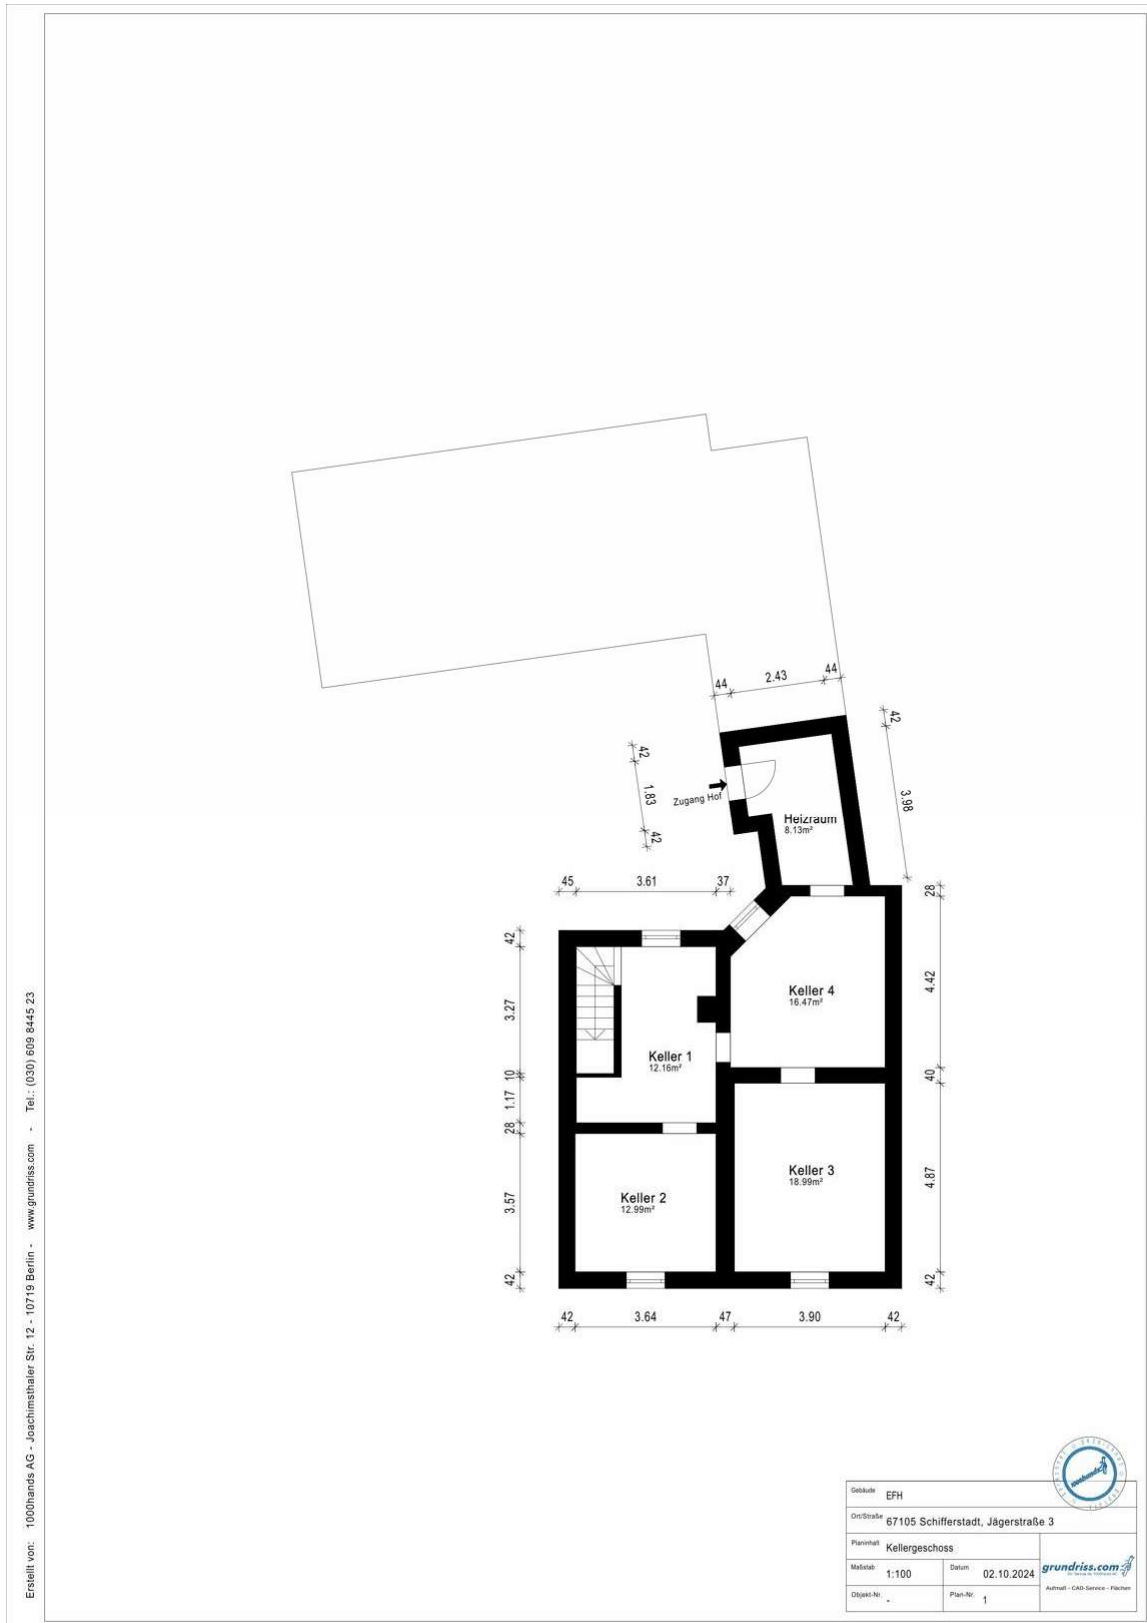 44
2.43
44
42
3.98
42
1.83
42
Zugang Hof
Heizraum
8.13m²
45
3.61
37
28
4.42
40
4.87
42
42
3.27
10
1.17
28
3.57
42
Keller 4
16.47m²
Keller 1
12.16m²
Keller 3
18.99m²
Keller 2
12.99m²
42
3.64
47
3.90
42
Erstellt von: 1000hands AG - Joachimsthaler Str. 12 - 10719 Berlin - www.grundriss.com - Tel.: (030) 609 8445 23
1000hands
Gebäude EFH
Ort/Straße 67105 Schifferstadt, Jägerstraße 3
Planinhalt Kellergeschoss
Maßstab 1:100 Datum 02.10.2024
Objekt-Nr. - Plan-Nr. 1
grundriss.com
Aufmaß - CAD-Service - Flächen